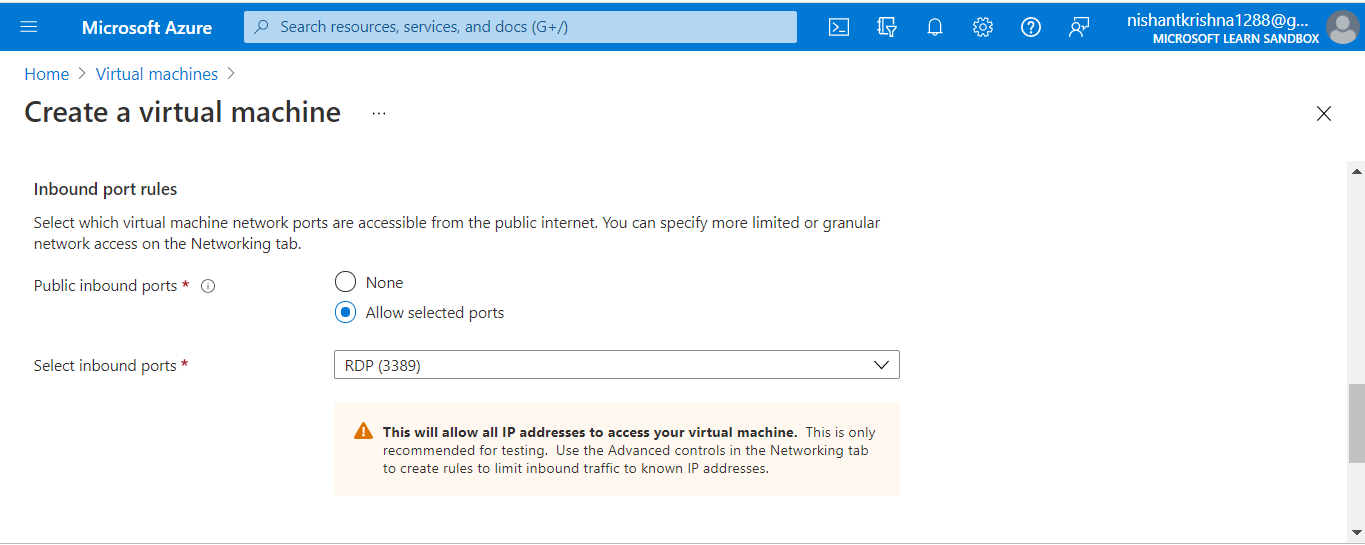 Microsoft Azure
Search resources, services, and docs (G+/)
nishantkrishna1288@g...
MICROSOFT LEARN SANDBOX
Home > Virtual machines >
Create a virtual machine ...
Inbound port rules
Select which virtual machine network ports are accessible from the public internet. You can specify more limited or granular
network access on the Networking tab.
Public inbound ports *
None
Allow selected ports
Select inbound ports *
RDP (3389)
This will allow all IP addresses to access your virtual machine. This is only
recommended for testing. Use the Advanced controls in the Networking tab
to create rules to limit inbound traffic to known IP addresses.